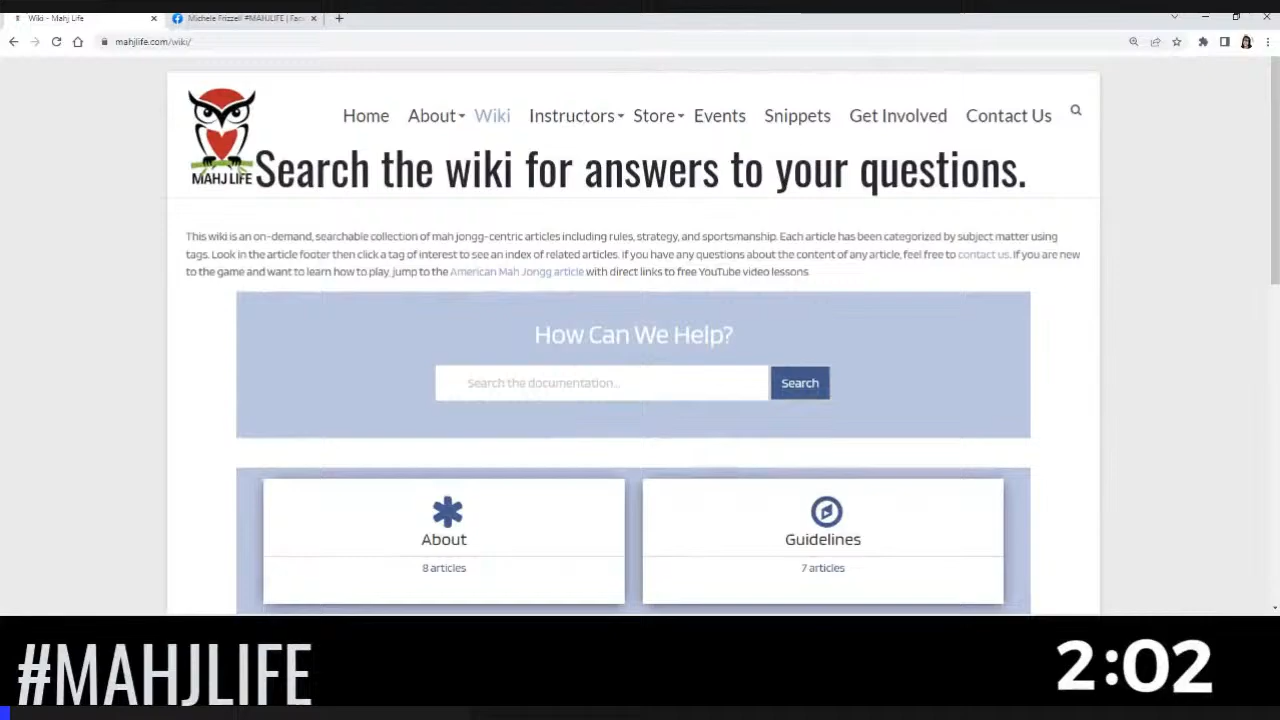 Wiki - Mahj Life
Michele Frizzell #MAHJLIFE | Fac
mahjlife.com/wiki/
MAHJ LIFE
Home About Wiki Instructors Store Events Snippets Get Involved Contact Us
Search the wiki for answers to your questions.
This wiki is an on-demand, searchable collection of mah jongg-centric articles including rules, strategy, and sportsmanship. Each article has been categorized by subject matter using
tags. Look in the article footer then click a tag of interest to see an index of related articles. If you have any questions about the content of any article, feel free to contact us. If you are new
to the game and want to learn how to play, jump to the American Mah Jongg article with direct links to free YouTube video lessons.
How Can We Help?
Search the documentation...
Search
About
8 articles
Guidelines
7 articles
#MAHJLIFE
2:02